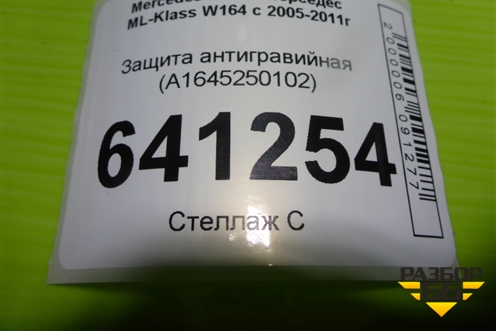 ML-Klass W164 с 2005-2011г
Защита антигравийная
(A1645250102)
641254
Стеллаж С
2000006091277
РАЗБОР